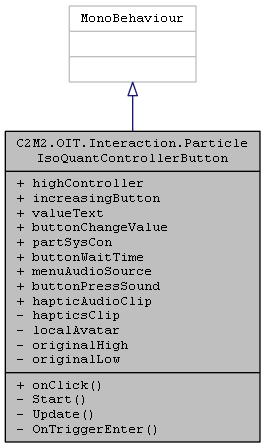 MonoBehaviour
C2M2.OIT.Interaction.Particle
IsoQuantControllerButton
+ highController
+ increasingButton
+ valueText
+ buttonChangeValue
+ partSysCon
+ buttonWaitTime
+ menuAudioSource
+ buttonPressSound
+ hapticAudioClip
- hapticsClip
- localAvatar
- originalHigh
- originalLow
+ onClick()
- Start()
- Update()
- OnTriggerEnter()